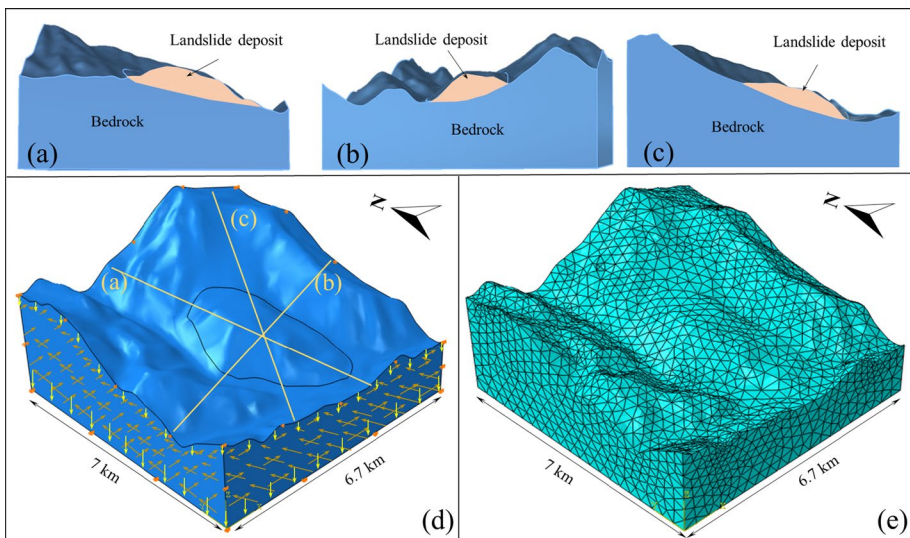 Landslide deposit
Bedrock
(a)
Landslide deposit
Bedrock
(b)
Landslide deposit
Bedrock
(c)
N
(c)
(a)
(b)
7 km
6.7 km
(d)
N
7 km
6.7 km
(e)